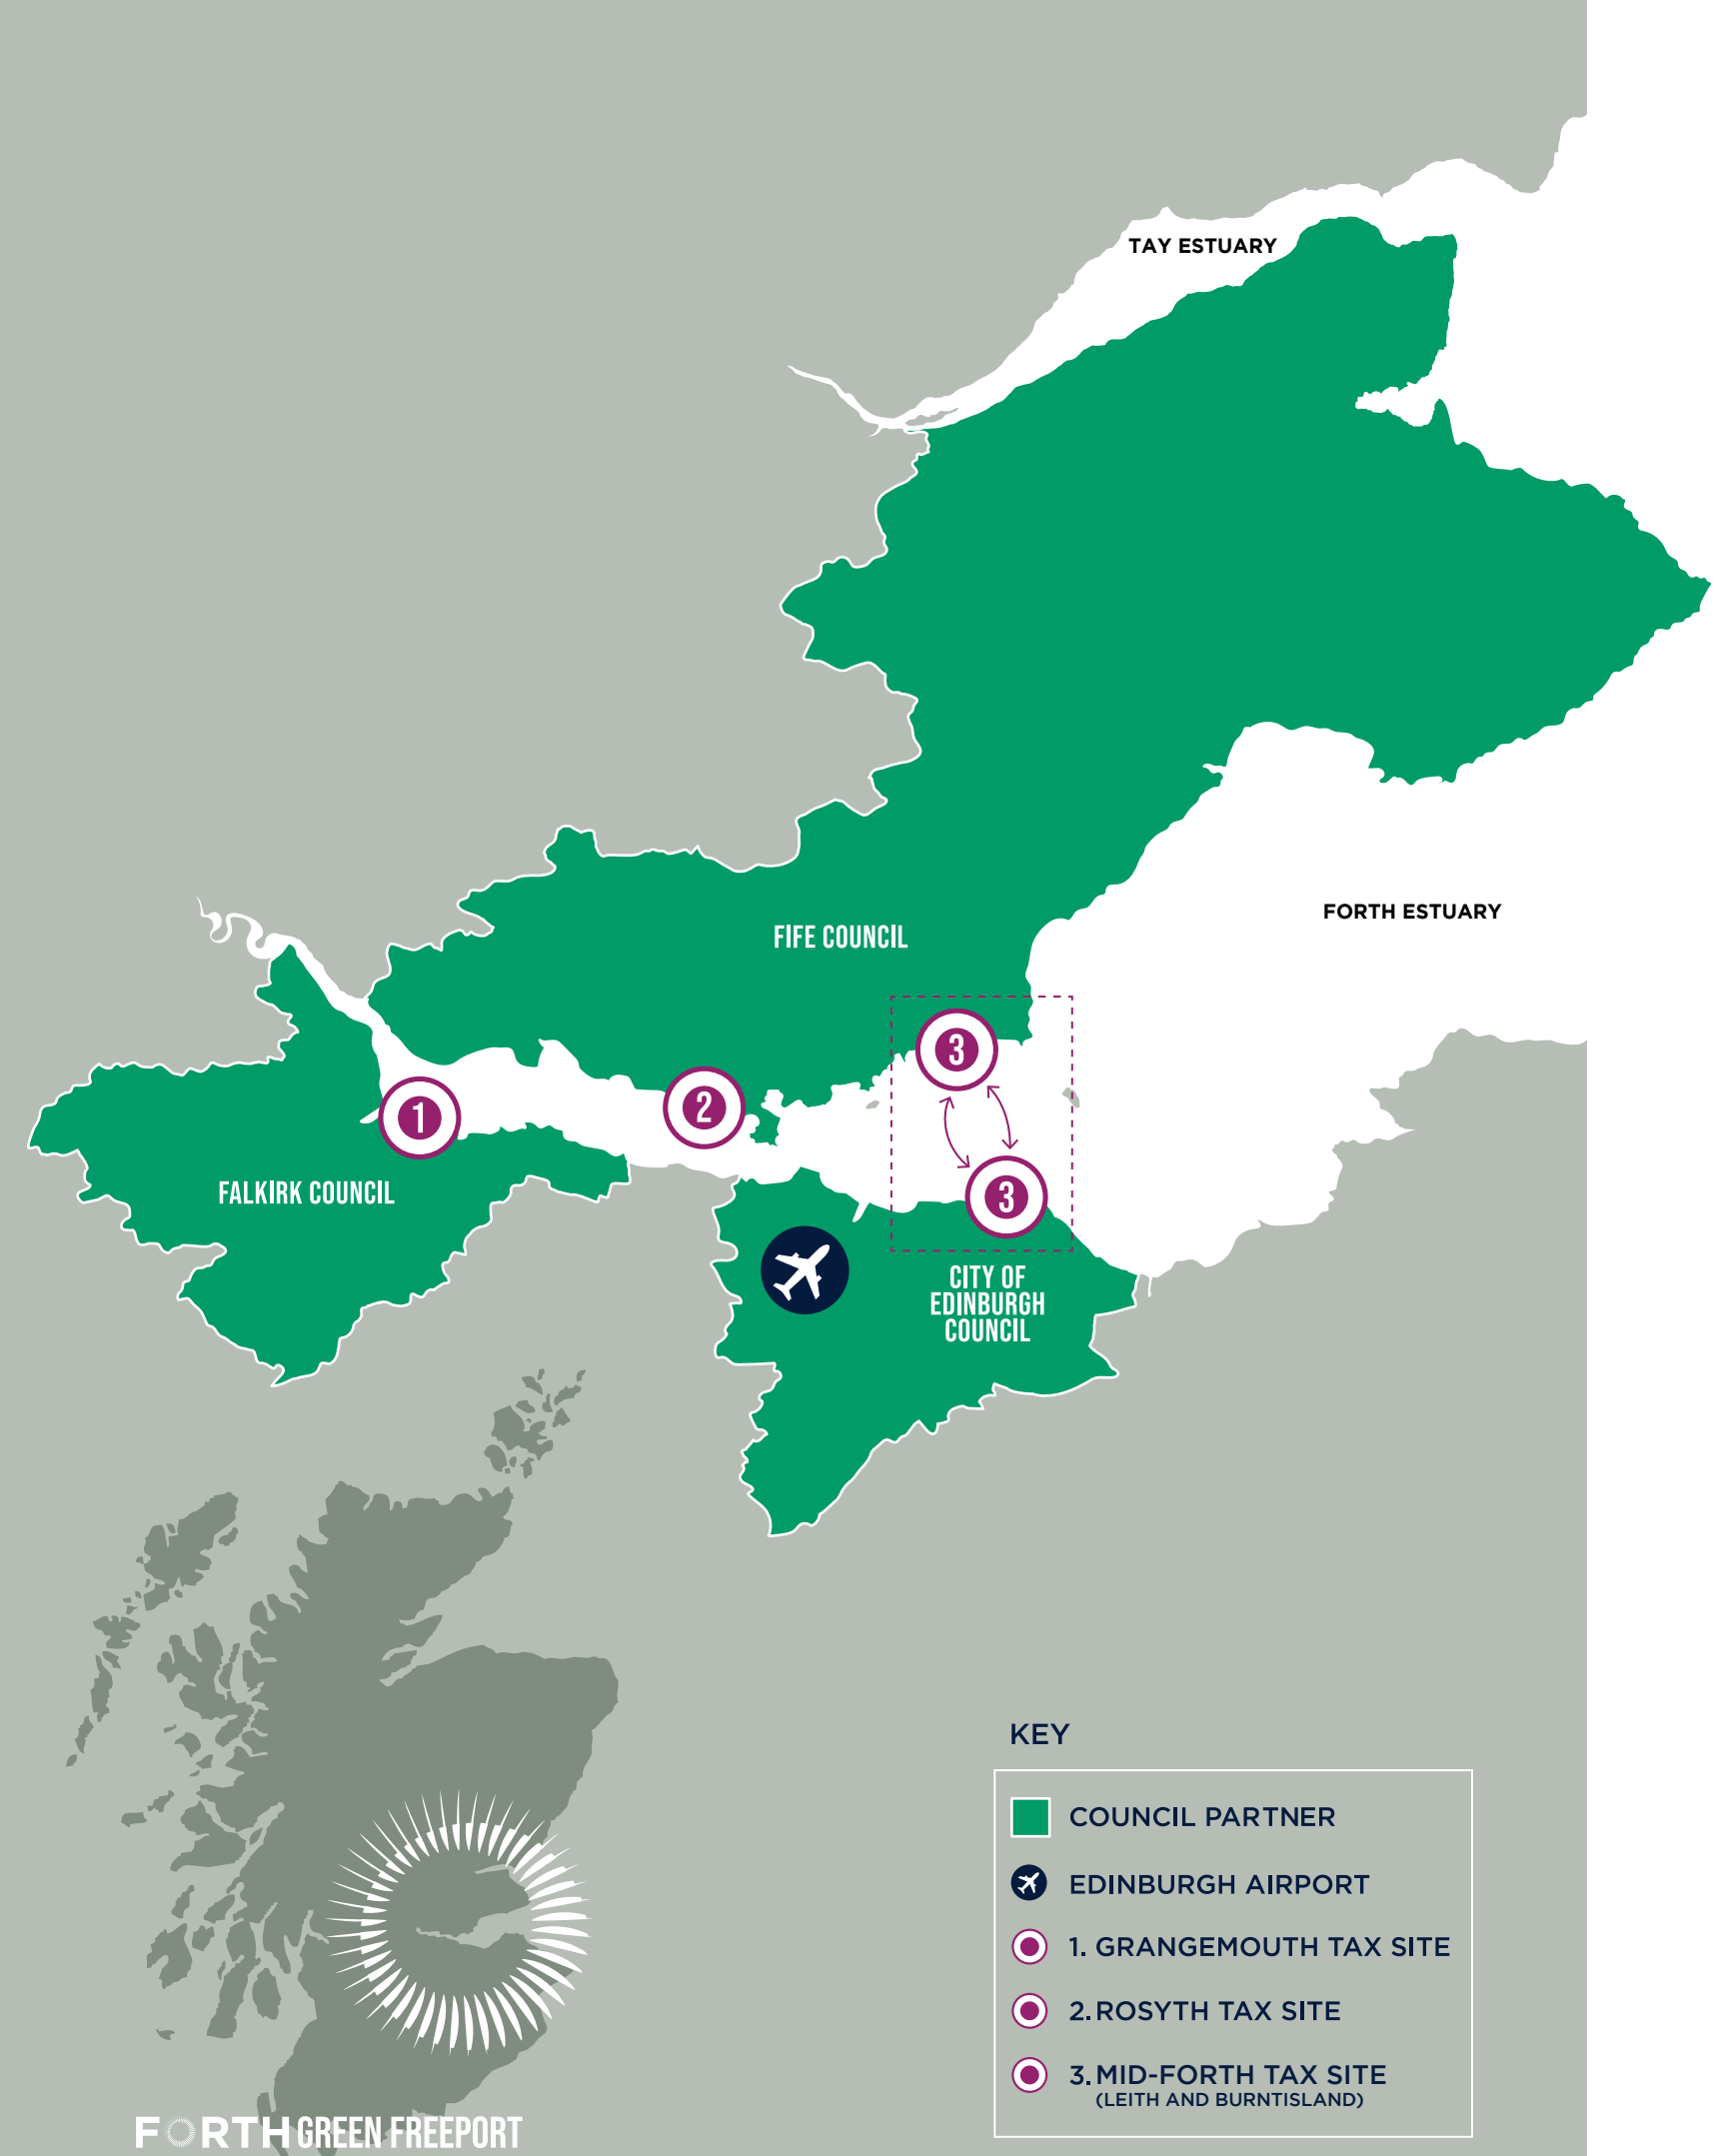 TAY ESTUARY
FORTH ESTUARY
FIFE COUNCIL
3
2
1
FALKIRK COUNCIL
3
CITY OF
EDINBURGH
COUNCIL
KEY
COUNCIL PARTNER
EDINBURGH AIRPORT
1. GRANGEMOUTH TAX SITE
2. ROSYTH TAX SITE
3. MID-FORTH TAX SITE
(LEITH AND BURNTISLAND)
FORTH GREEN FREEPORT